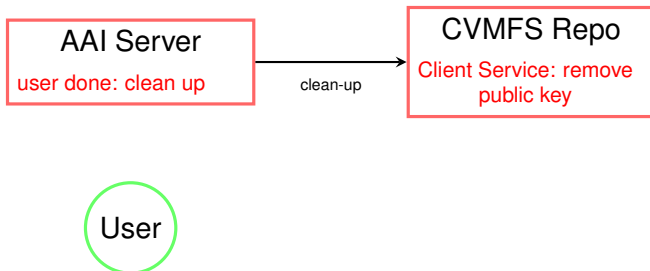 AAI Server
user done: clean up
clean-up
CVMFS Repo
Client Service: remove
public key
User